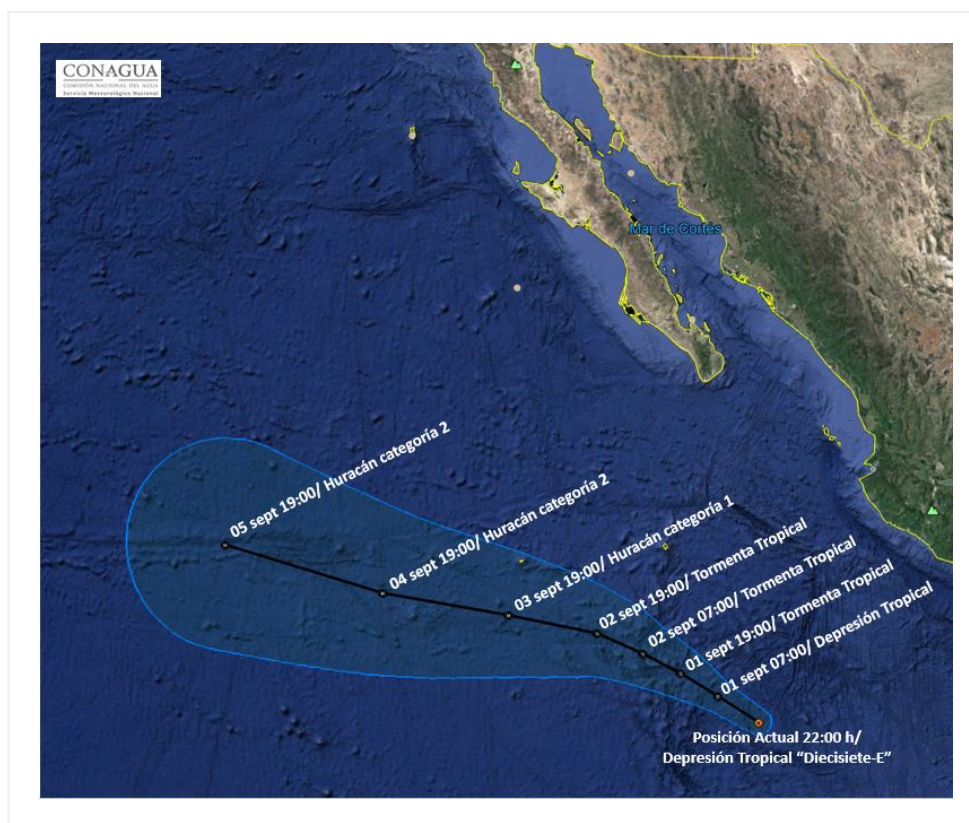 CONAGUA
COMISIÓN NACIONAL DEL AGUA
Servicio Meteorológico Nacional
Mar de Cortés
05 sept 19:00/ Huracán categoría 2
04 sept 19:00/ Huracán categoría 2
03 sept 19:00/ Huracán categoría 1
02 sept 19:00/ Tormenta Tropical
02 sept 07:00/ Tormenta Tropical
01 sept 19:00/ Tormenta Tropical
01 sept 07:00/ Depresión Tropical
Posición Actual 22:00 h/
Depresión Tropical “Diecisiete-E”